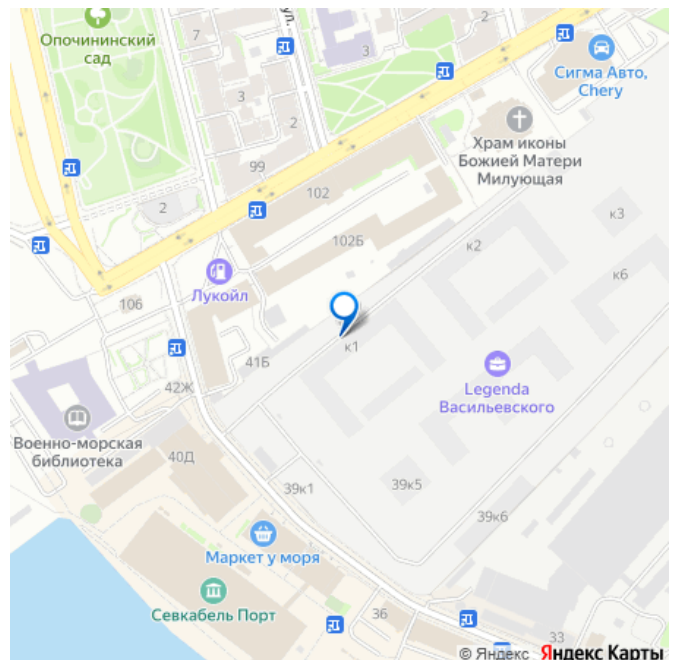 Опочининский
сад
7
ул.
3
3
2
Сигма Авто,
Chery
Храм иконы
Божией Матери
Милующая
99
102
2
к3
102Б
к2
к6
Лукойл
106
к1
41Б
Legenda
Васильевского
42Ж
Военно-морская
библиотека
40Д
39к1
39к5
39к6
Маркет у моря
Севкабель Порт
36
33
© Яндекс Яндекс Карты